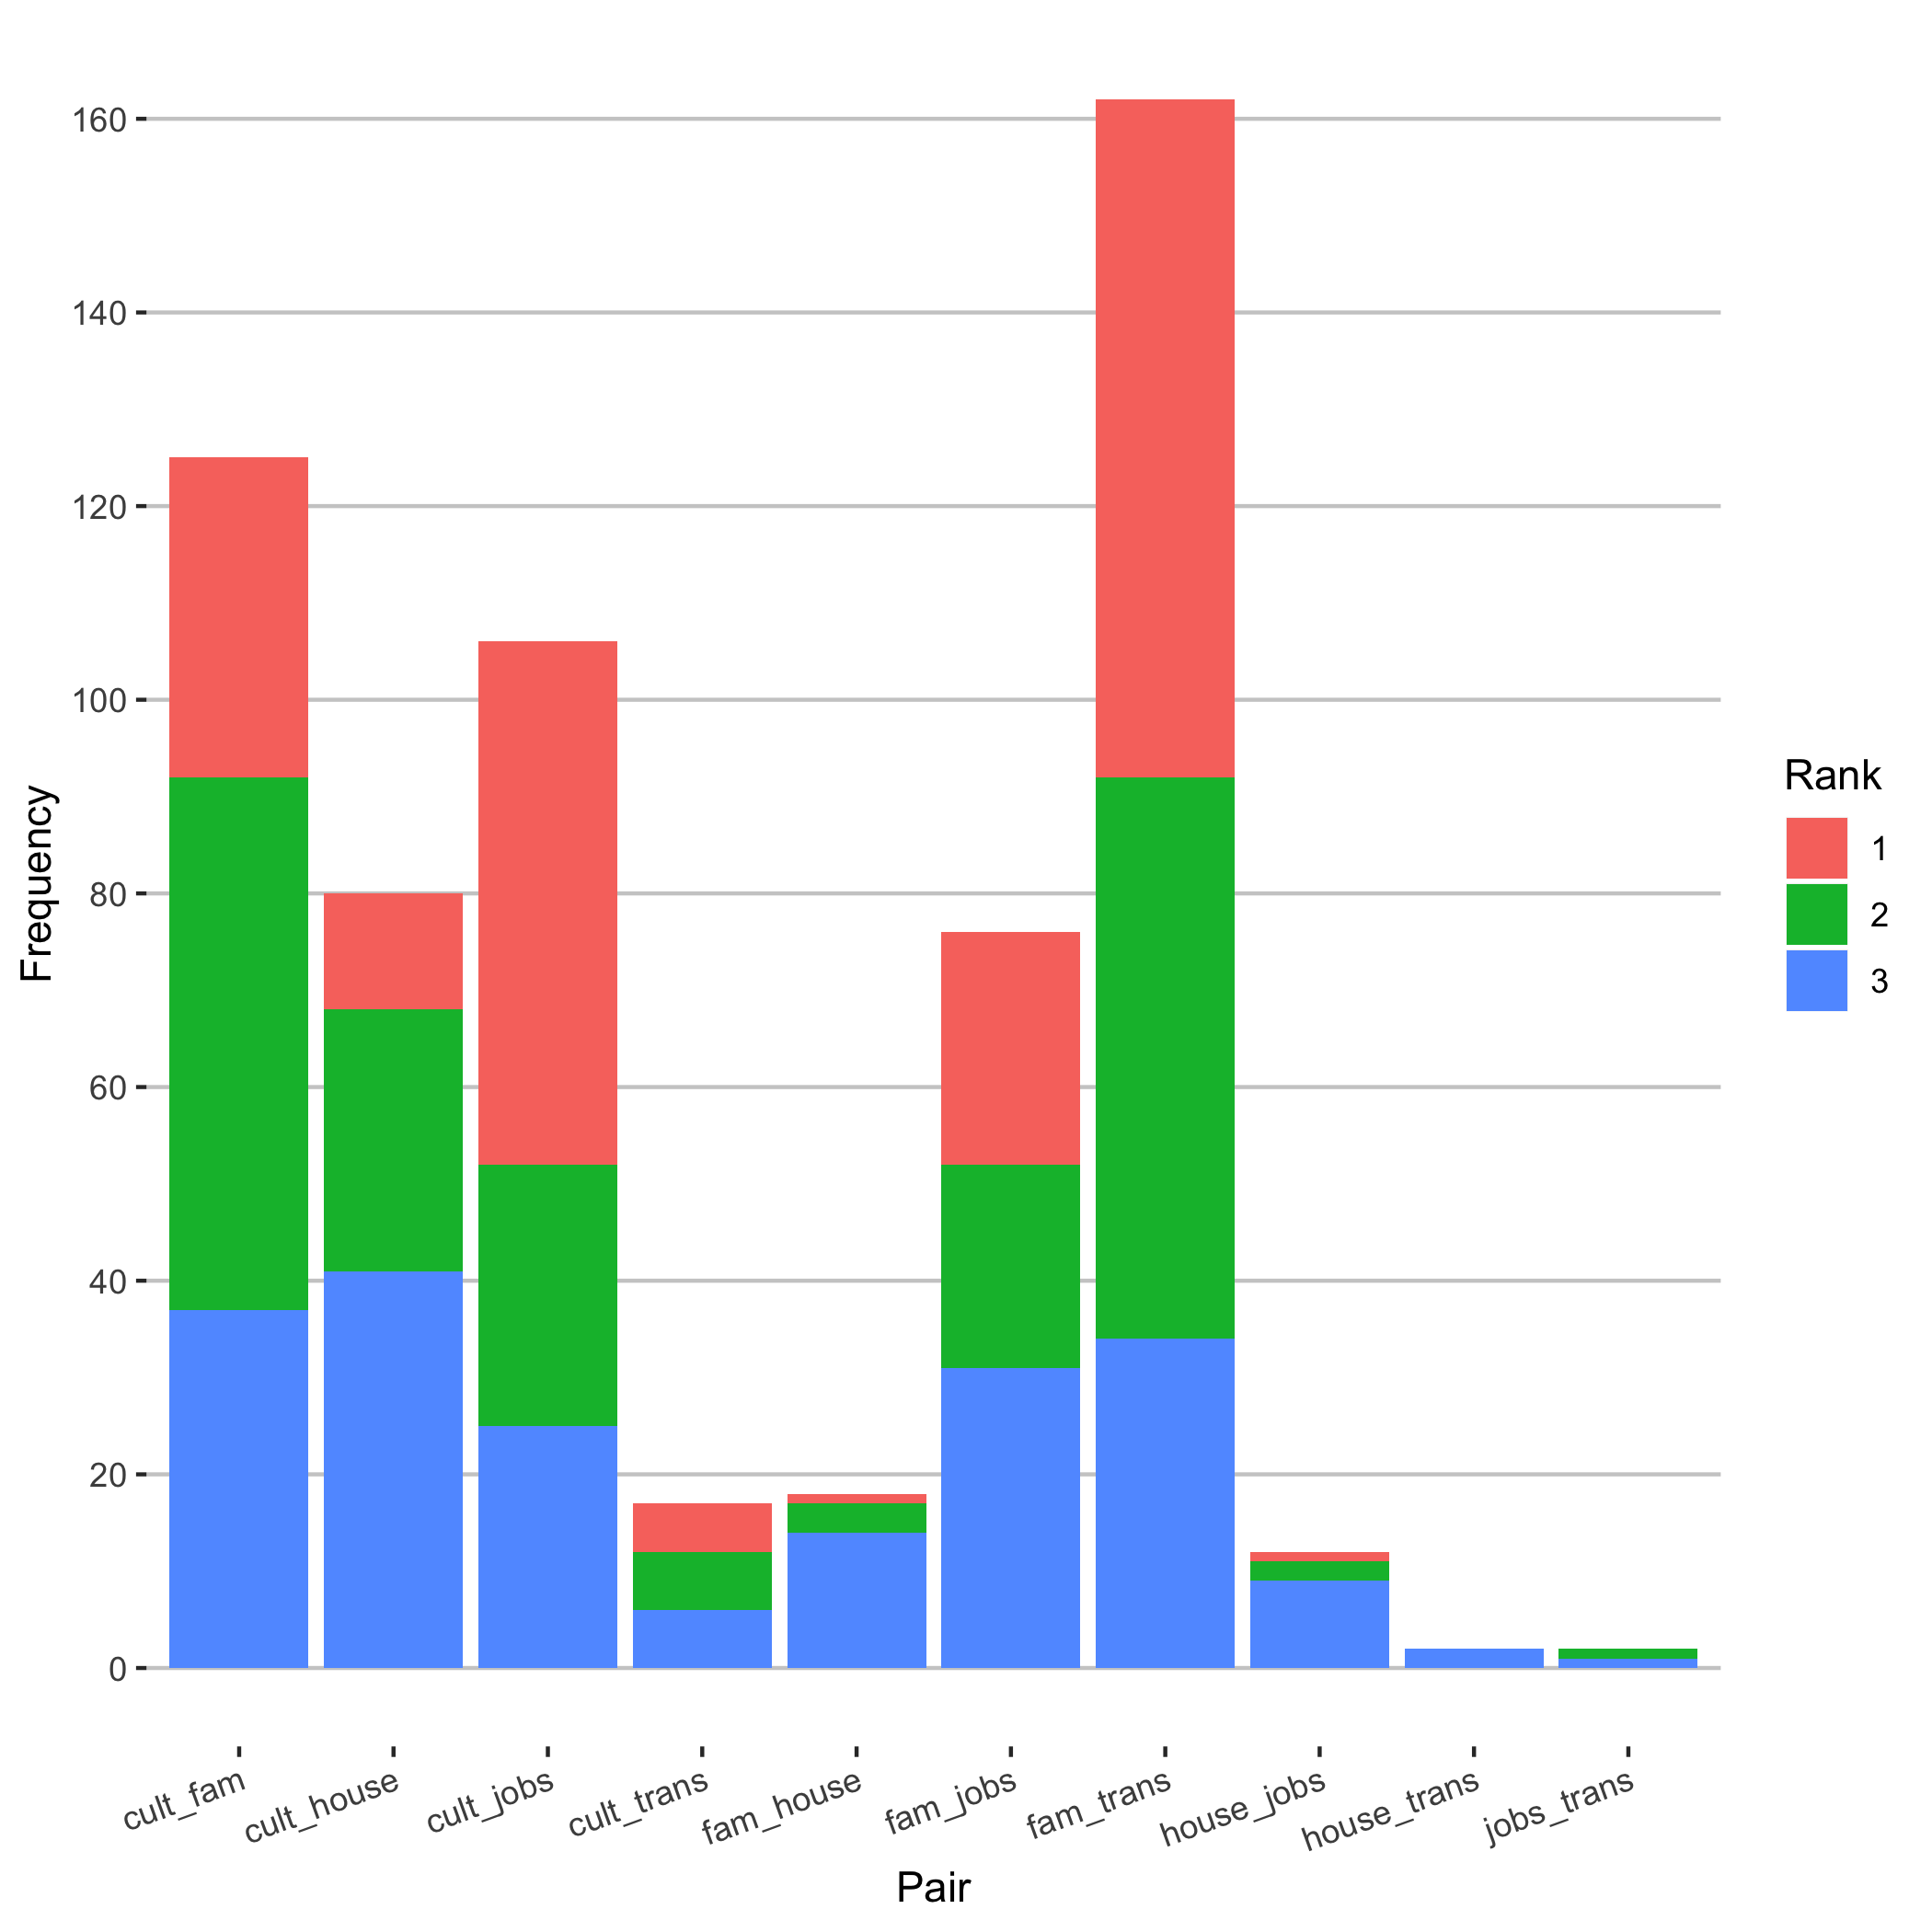 160
140
120
100
80
60
40
20
0
Frequency
cult_fam
cult_house
cult_jobs
cult_trans
fam_house
fam_jobs
fam_trans
house_jobs
house_trans
jobs_trans
Pair
Rank
1
2
3